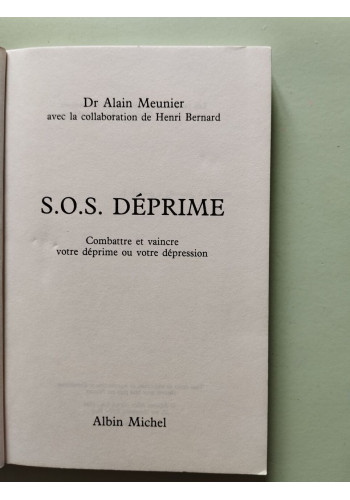 Dr Alain Meunier
avec la collaboration de Henri Bernard
S.O.S. DÉPRIME
Combattre et vaincre
votre déprime ou votre dépression
Albin Michel